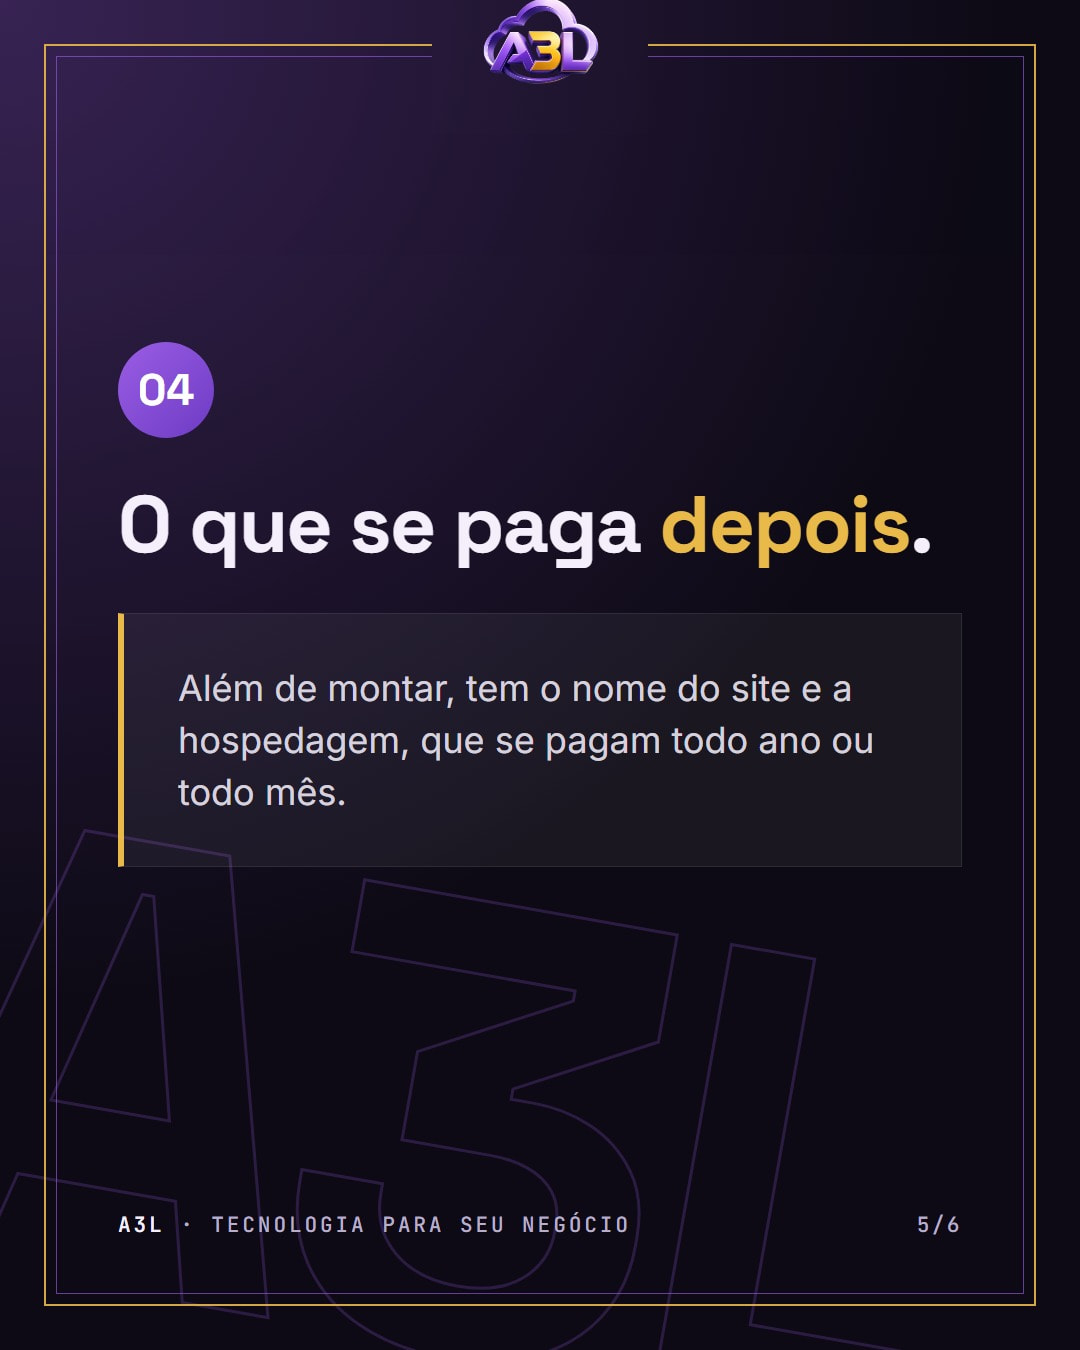 A3L
04
O que se paga depois.
Além de montar, tem o nome do site e a
hospedagem, que se pagam todo ano ou
todo mês.
A3L
A3L · TECNOLOGIA PARA SEU NEGÓCIO
5/6